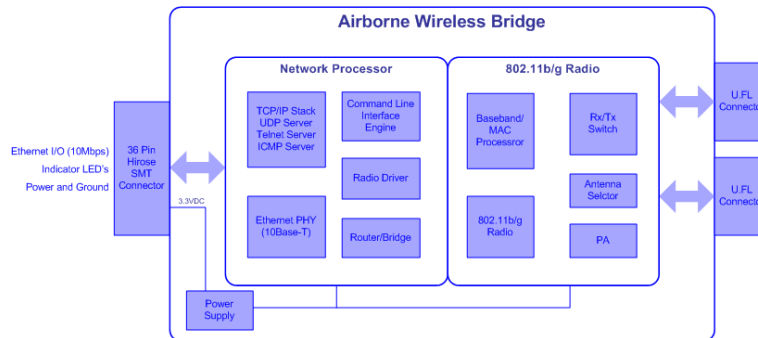 Airborne Wireless Bridge
Network Processor
802.11b/g Radio
TCP/IP Stack
UDP Server
Telnet Server
ICMP Server
Command Line
Interface
Engine
Baseband/
MAC
Processror
Rx/Tx
Switch
U.FL
Connector
Ethernet I/O (10Mbps)
Indicator LED's
Power and Ground
36 Pin
Hirose
SMT
Connector
Radio Driver
Antenna
Selctor
U.FL
Connector
3.3VDC
Ethernet PHY
(10Base-T)
Router/Bridge
802.11b/g
Radio
PA
Power
Supply